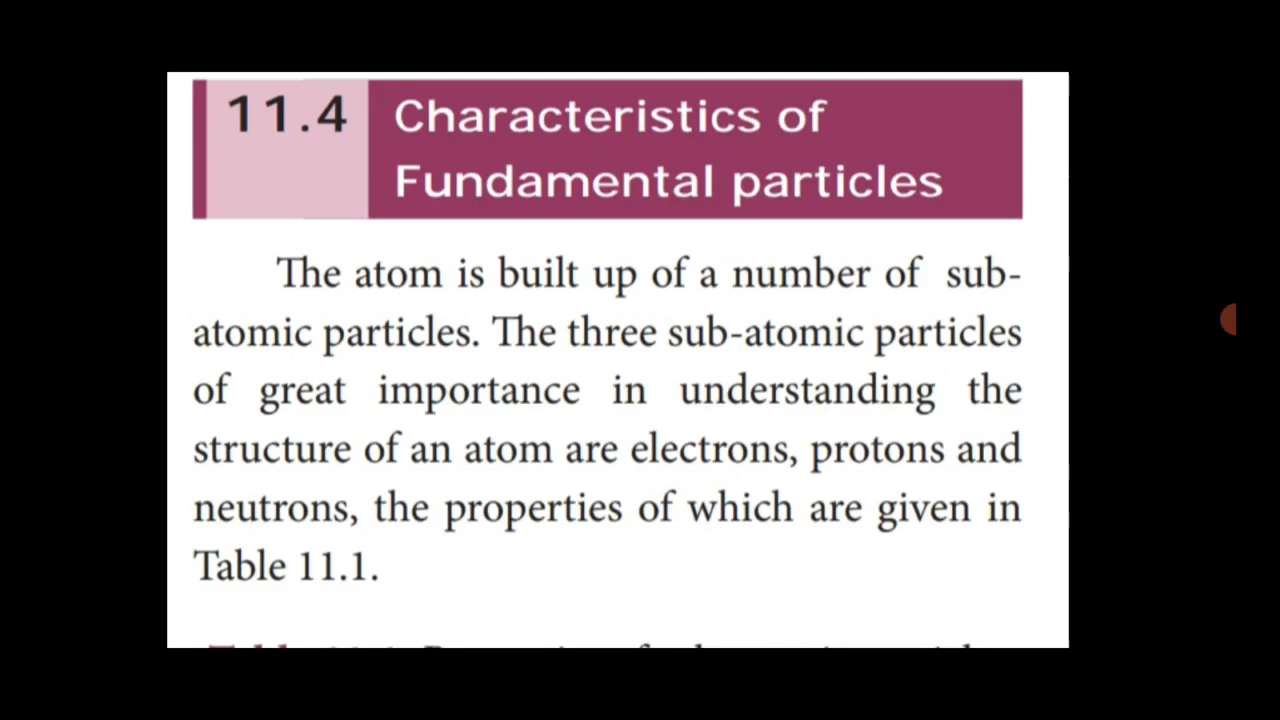 11.4 Characteristics of
Fundamental particles
The atom is built up of a number of sub-
atomic particles. The three sub-atomic particles
of great importance in understanding the
structure of an atom are electrons, protons and
neutrons, the properties of which are given in
Table 11.1.